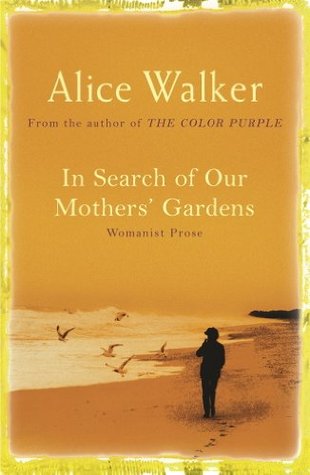 Alice Walker
From the author of THE COLOR PURPLE
In Search of Our
Mothers' Gardens
Womanist Prose